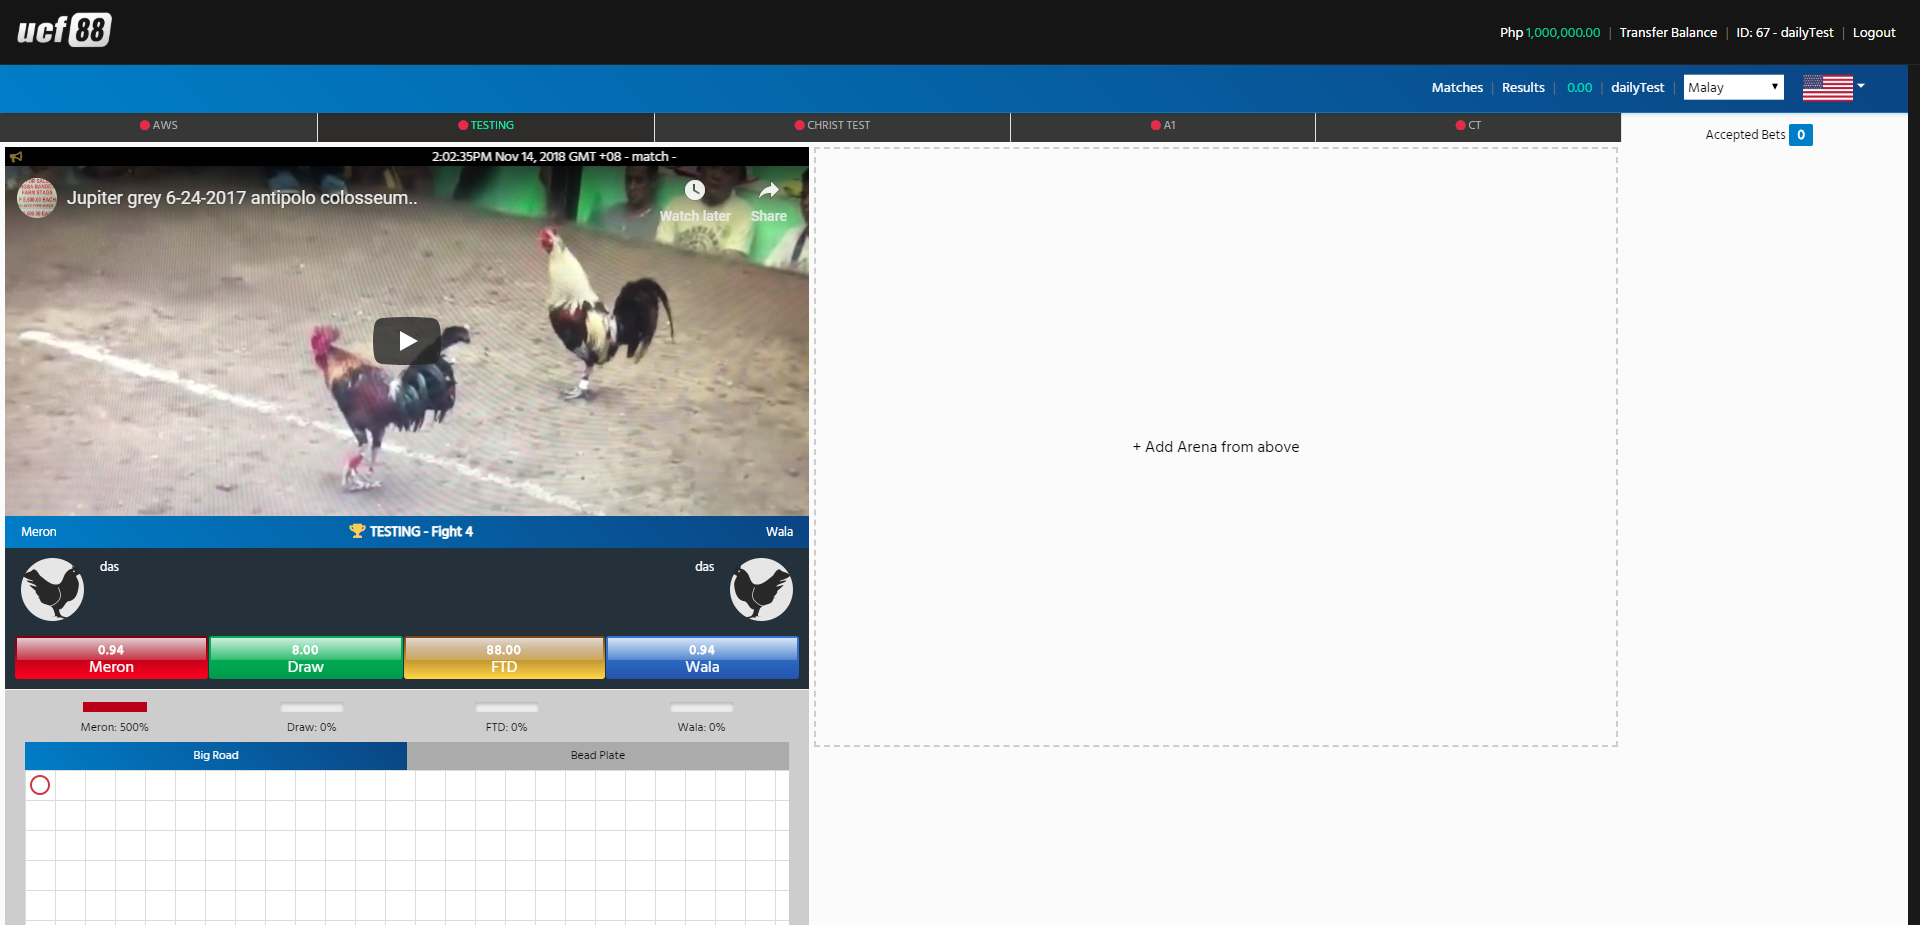 ucf 88
Php 1,000,000.00 | Transfer Balance | ID: 67 - dailyTest | Logout
Matches | Results | 0.00 | dailyTest | Malay
AWS
TESTING
CHRIST TEST
A1
CT
Accepted Bets 0
2:02:35PM Nov 14, 2018 GMT +08 - match -
Jupiter grey 6-24-2017 antipolo colosseum..
Watch later
Share
+ Add Arena from above
Meron
TESTING - Fight 4
Wala
das
das
0.94
Meron
8.00
Draw
88.00
FTD
0.94
Wala
Meron: 500%
Draw: 0%
FTD: 0%
Wala: 0%
Big Road
Bead Plate